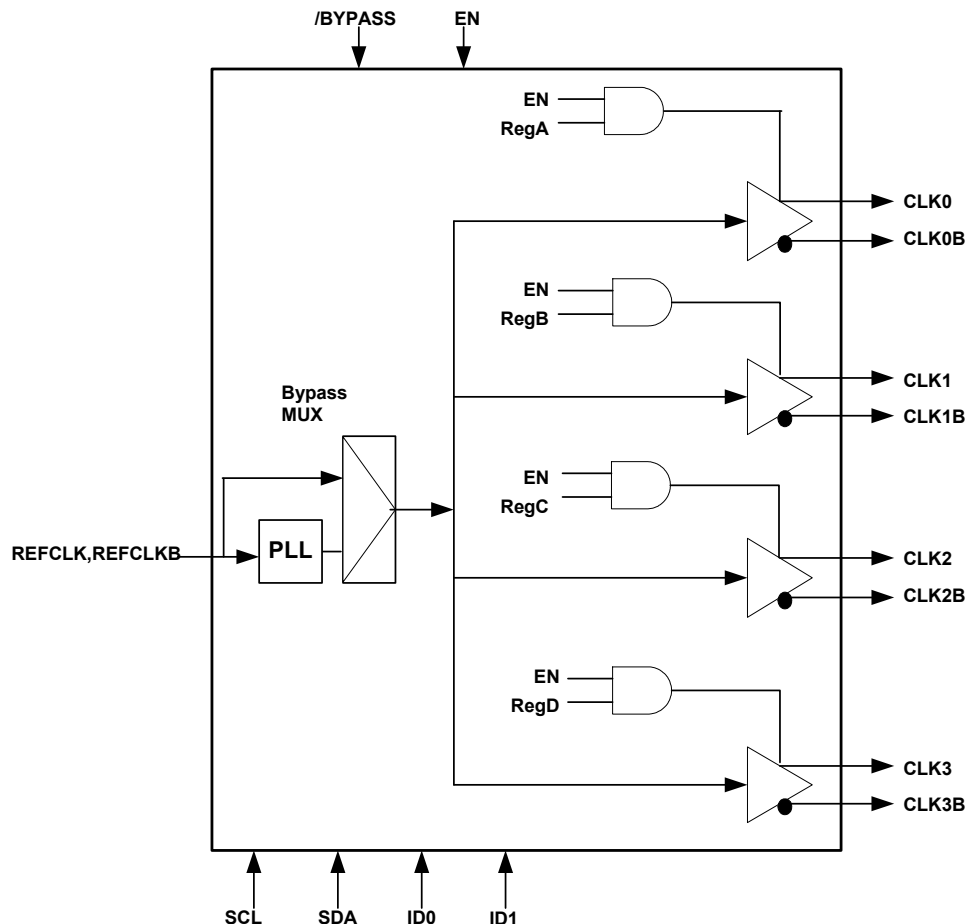 /BYPASS EN
EN
RegA
CLK0
CLK0B
EN
RegB
CLK1
CLK1B
Bypass
MUX
EN
RegC
REFCLK,REFCLKB
PLL
CLK2
CLK2B
EN
RegD
CLK3
CLK3B
SCL SDA ID0 ID1